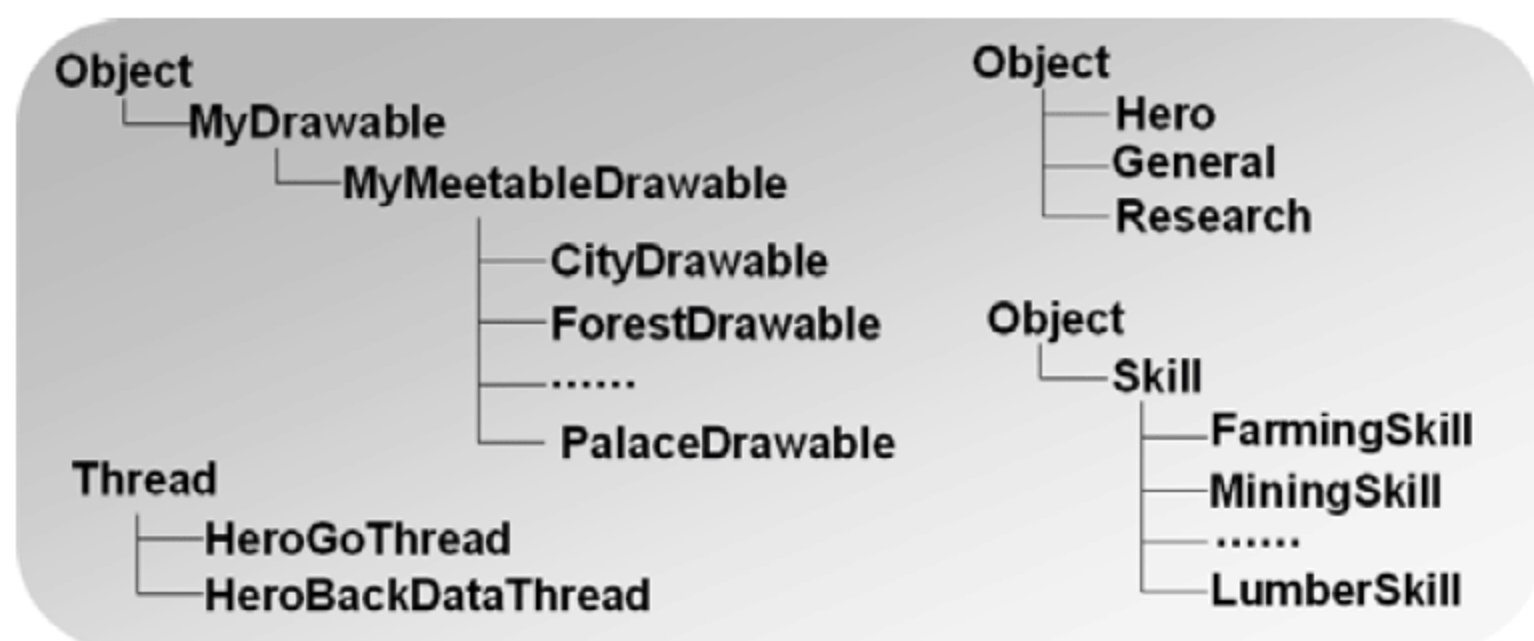 Object
MyDrawable
MyMeetableDrawable
CityDrawable
ForestDrawable
......
PalaceDrawable
Thread
HeroGoThread
HeroBackDataThread
Object
Hero
General
Research
Object
Skill
FarmingSkill
MiningSkill
......
LumberSkill